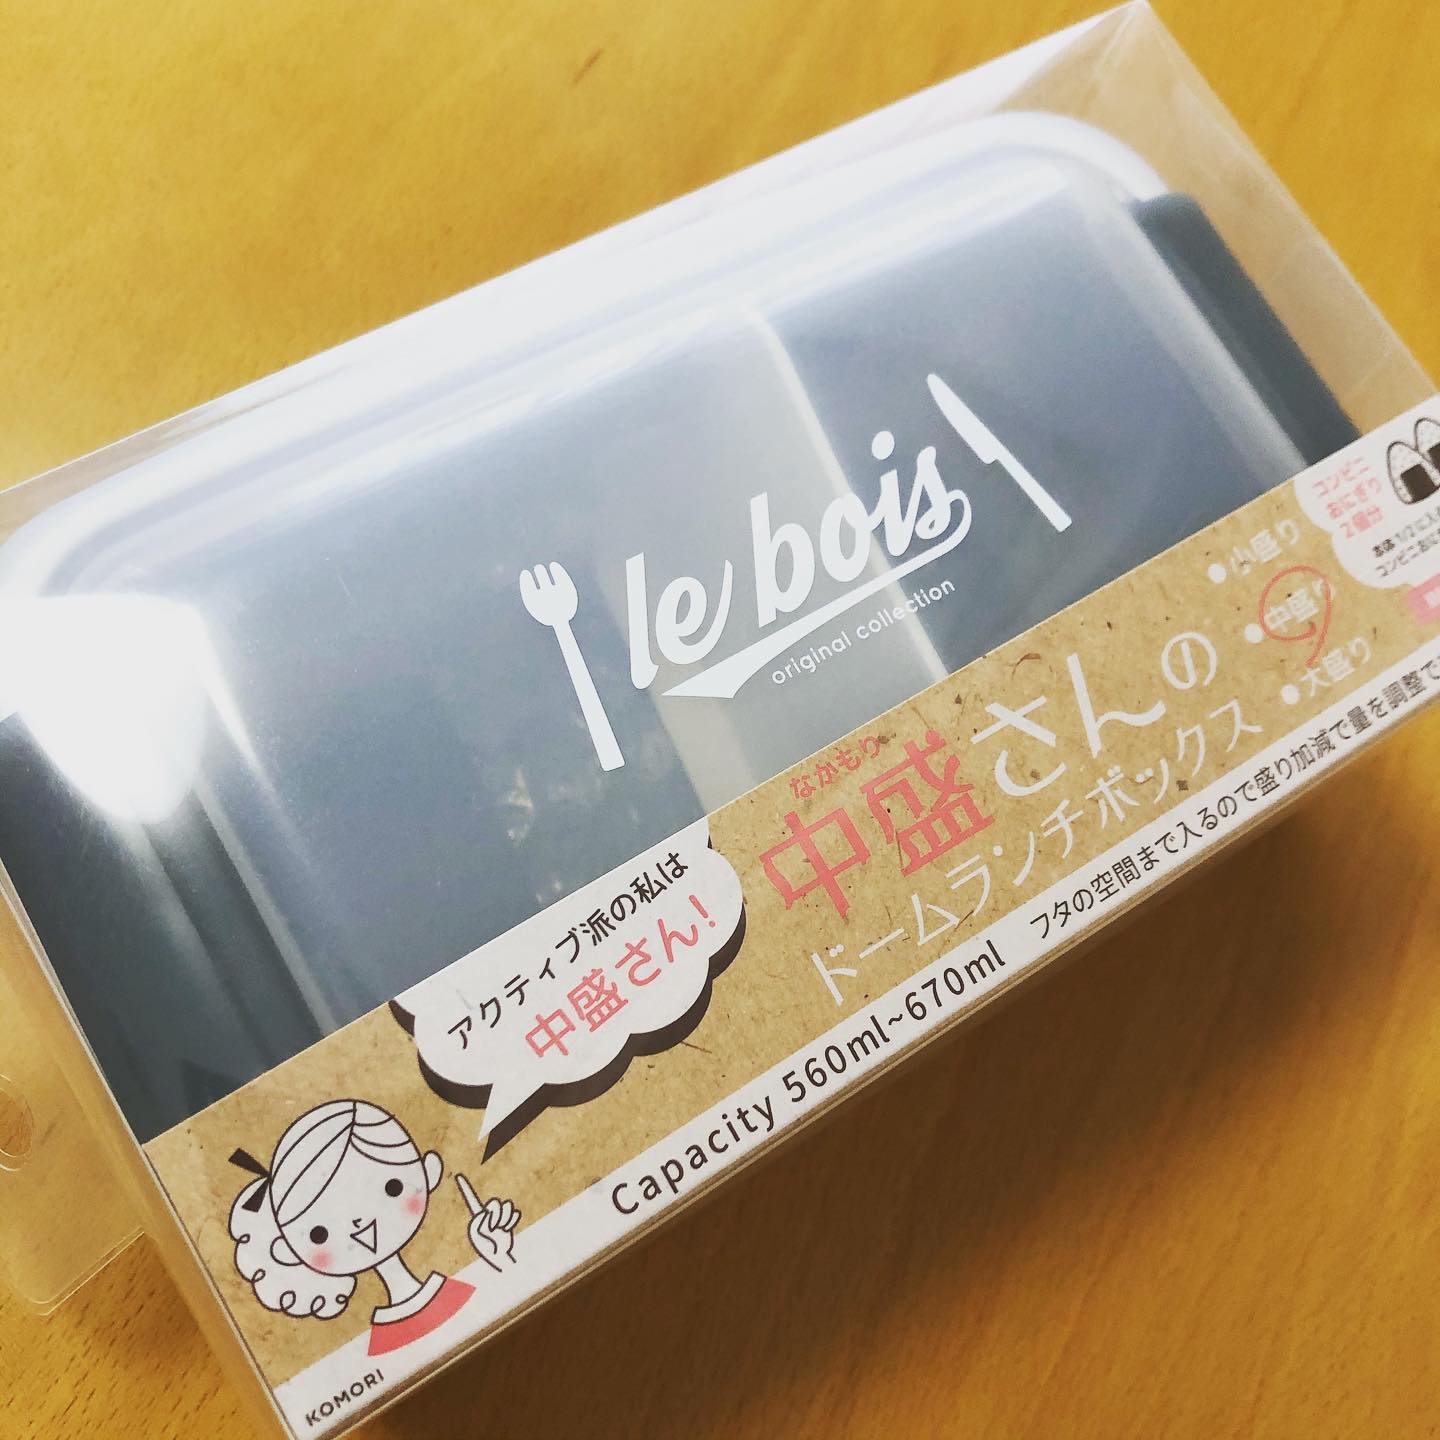 le bois
original collection
コンビニ
おにぎり
2個分
●小盛り
●中盛り
●大盛り
なかもり
中盛さんの
ドームランチボックス
アクティブ派の私は
中盛さん!
Capacity 560ml~670ml フタの空間まで入るので盛り加減で量を調整で
KOMORI